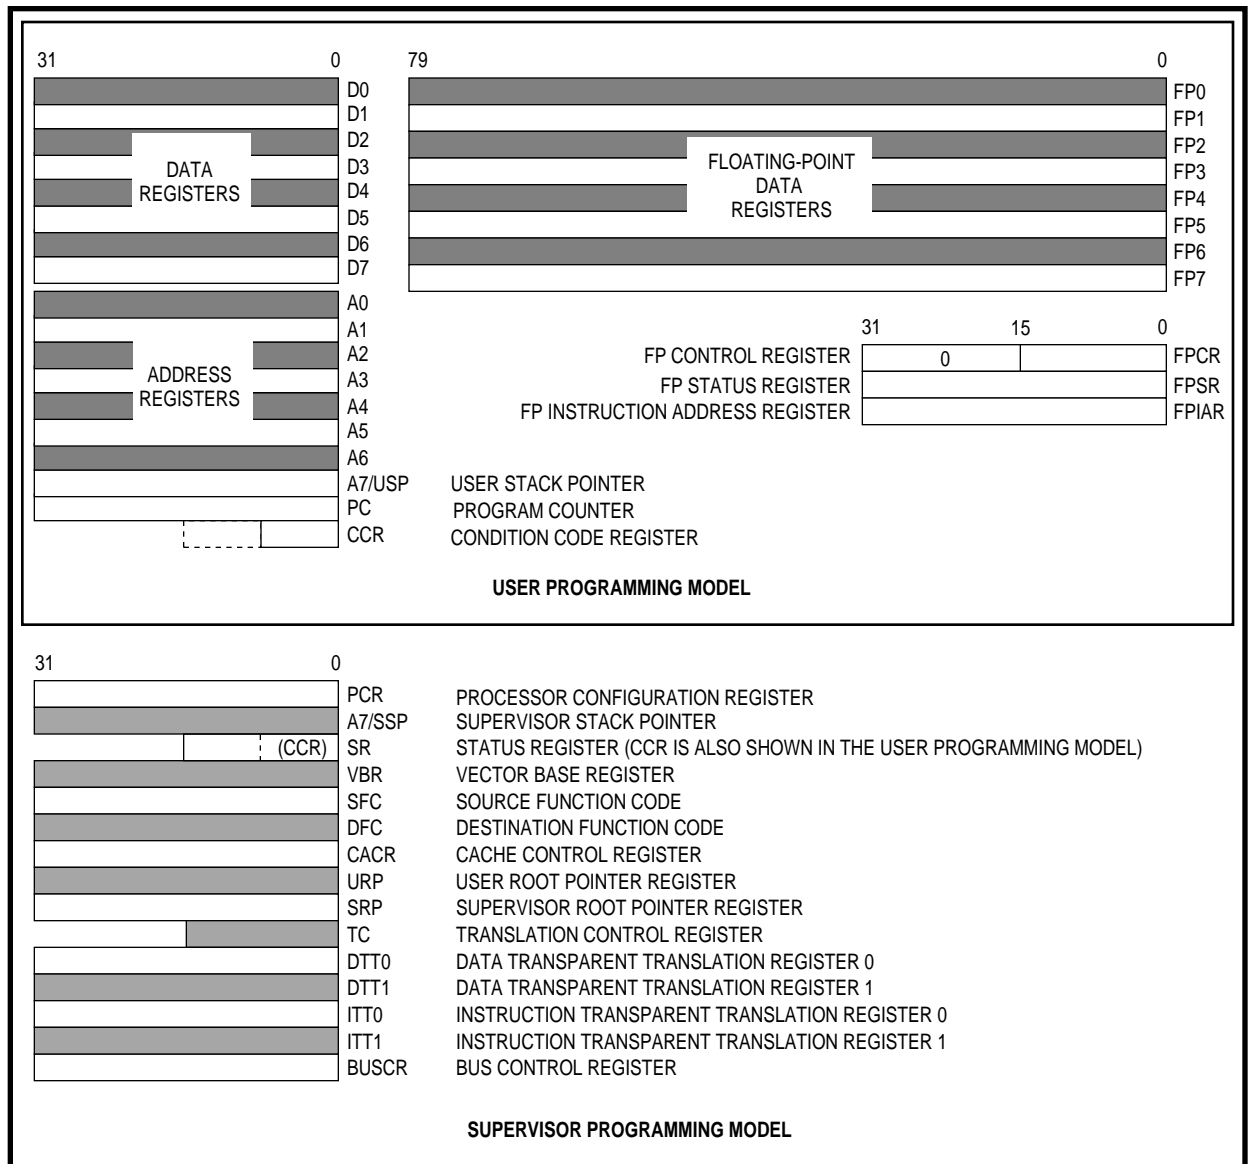 31 0 79 0
D0 FP0
D1 FP1
D2 FP2
D3 FP3
D4 FP4
D5 FP5
D6 FP6
D7 FP7
DATA
REGISTERS
FLOATING-POINT
DATA
REGISTERS
A0
A1
A2
A3
A4
A5
A6
ADDRESS
REGISTERS
31 15 0
FP CONTROL REGISTER 0 FPCR
FP STATUS REGISTER FPSR
FP INSTRUCTION ADDRESS REGISTER FPIAR
A7/USP USER STACK POINTER
PC PROGRAM COUNTER
CCR CONDITION CODE REGISTER
USER PROGRAMMING MODEL
31 0
PCR PROCESSOR CONFIGURATION REGISTER
A7/SSP SUPERVISOR STACK POINTER
(CCR) SR STATUS REGISTER (CCR IS ALSO SHOWN IN THE USER PROGRAMMING MODEL)
VBR VECTOR BASE REGISTER
SFC SOURCE FUNCTION CODE
DFC DESTINATION FUNCTION CODE
CACR CACHE CONTROL REGISTER
URP USER ROOT POINTER REGISTER
SRP SUPERVISOR ROOT POINTER REGISTER
TC TRANSLATION CONTROL REGISTER
DTT0 DATA TRANSPARENT TRANSLATION REGISTER 0
DTT1 DATA TRANSPARENT TRANSLATION REGISTER 1
ITT0 INSTRUCTION TRANSPARENT TRANSLATION REGISTER 0
ITT1 INSTRUCTION TRANSPARENT TRANSLATION REGISTER 1
BUSCR BUS CONTROL REGISTER
SUPERVISOR PROGRAMMING MODEL